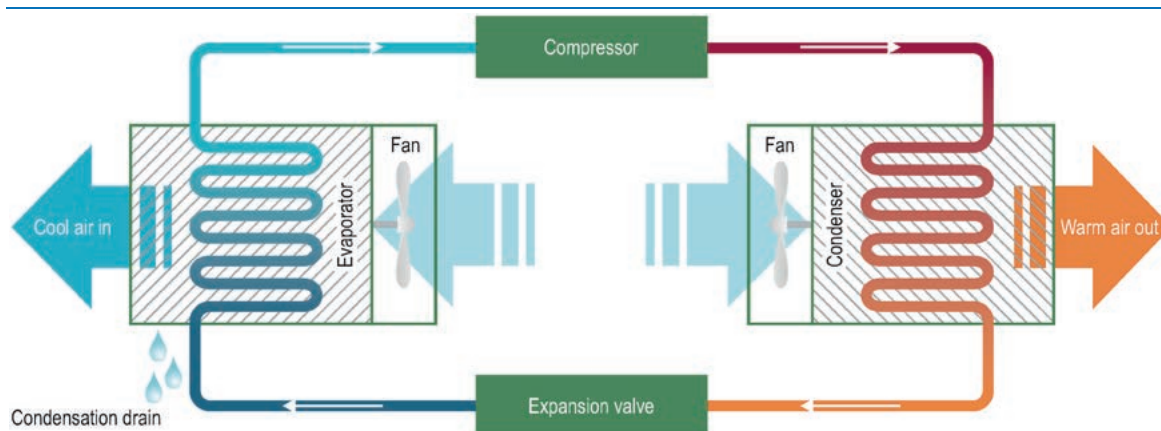 Compressor
Fan
Fan
Evaporator
Condenser
Cool air in
Warm air out
Expansion valve
Condensation drain